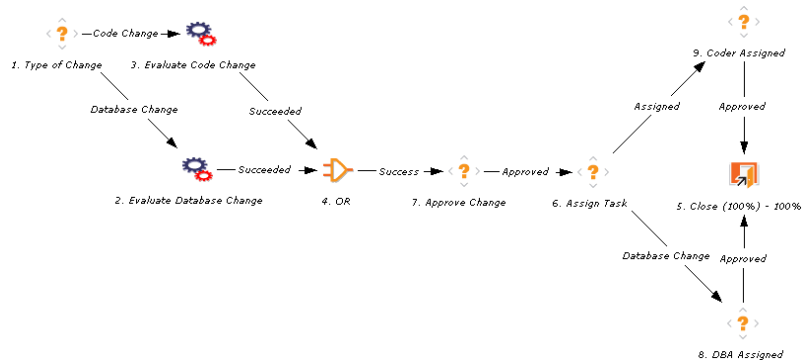 Code Change
9. Coder Assigned
1. Type of Change
3. Evaluate Code Change
Database Change
Succeeded
Assigned
Approved
Succeeded
Success
Approved
2. Evaluate Database Change
4. OR
7. Approve Change
6. Assign Task
5. Close (100%) - 100%
Database Change
Approved
8. DBA Assigned